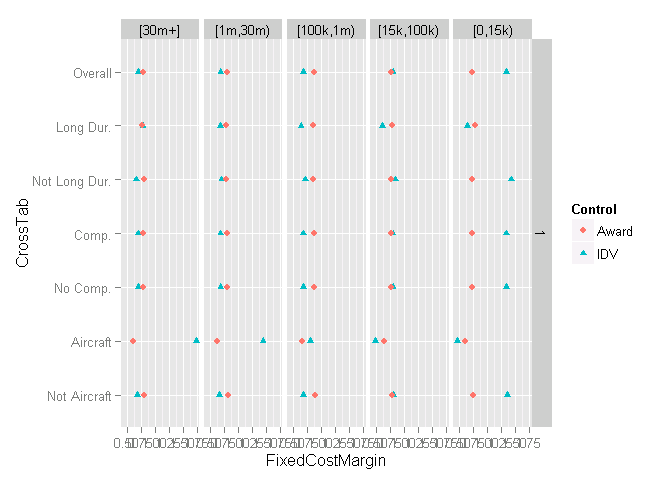 [30m+] [1m,30m) [100k,1m) [15k,100k) [0,15k)
Overall
Long Dur.
Not Long Dur.
Comp.
No Comp.
Aircraft
Not Aircraft
CrossTab
1
Control
Award
IDV
FixedCostMargin